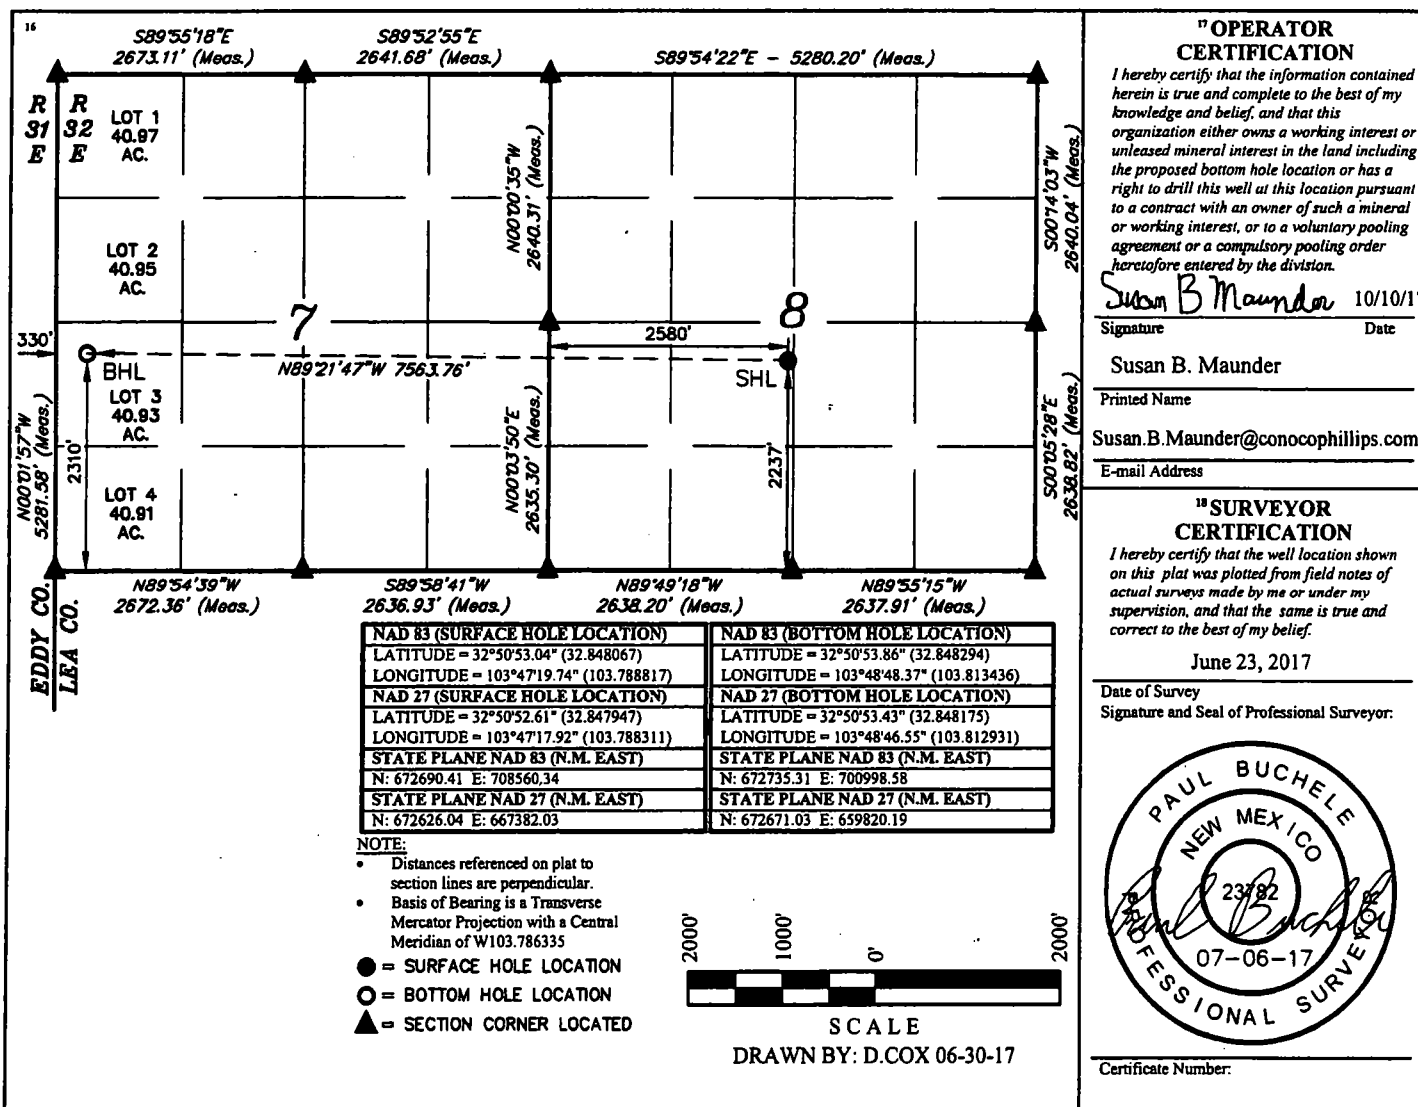 16
S89°55'18"E
2673.11' (Meas.)
S89°52'55"E
2641.68' (Meas.)
S89°54'22"E - 5280.20' (Meas.)
R R
31 32
E E
LOT 1
40.97
AC.
LOT 2
40.95
AC.
N00°00'35"W
2640.31' (Meas.)
S00°14'03"W
2640.04' (Meas.)
7
8
330'
2580'
BHL
N89°21'47"W 7563.76'
SHL
LOT 3
40.93
AC.
LOT 4
40.91
AC.
N00°01'57"W
5281.58' (Meas.)
2310'
N00°03'50"E
2635.30' (Meas.)
2237'
S00°05'28"E
2638.82' (Meas.)
N89°54'39"W
2672.36' (Meas.)
S89°58'41"W
2636.93' (Meas.)
N89°49'18"W
2638.20' (Meas.)
N89°55'15"W
2637.91' (Meas.)
EDDY CO.
LEA CO.
NAD 83 (SURFACE HOLE LOCATION)
LATITUDE = 32°50'53.04" (32.848067)
LONGITUDE = 103°47'19.74" (103.788817)
NAD 27 (SURFACE HOLE LOCATION)
LATITUDE = 32°50'52.61" (32.847947)
LONGITUDE = 103°47'17.92" (103.788311)
STATE PLANE NAD 83 (N.M. EAST)
N: 672690.41 E: 708560.34
STATE PLANE NAD 27 (N.M. EAST)
N: 672626.04 E: 667382.03
NAD 83 (BOTTOM HOLE LOCATION)
LATITUDE = 32°50'53.86" (32.848294)
LONGITUDE = 103°48'48.37" (103.813436)
NAD 27 (BOTTOM HOLE LOCATION)
LATITUDE = 32°50'53.43" (32.848175)
LONGITUDE = 103°48'46.55" (103.812931)
STATE PLANE NAD 83 (N.M. EAST)
N: 672735.31 E: 700998.58
STATE PLANE NAD 27 (N.M. EAST)
N: 672671.03 E: 659820.19
NOTE:
• Distances referenced on plat to
section lines are perpendicular.
• Basis of Bearing is a Transverse
Mercator Projection with a Central
Meridian of W103.786335
= SURFACE HOLE LOCATION
= BOTTOM HOLE LOCATION
= SECTION CORNER LOCATED
2000' 1000' 0' 2000'
SCALE
DRAWN BY: D.COX 06-30-17
17 OPERATOR
CERTIFICATION
I hereby certify that the information contained
herein is true and complete to the best of my
knowledge and belief, and that this
organization either owns a working interest or
unleased mineral interest in the land including
the proposed bottom hole location or has a
right to drill this well at this location pursuant
to a contract with an owner of such a mineral
or working interest, or to a voluntary pooling
agreement or a compulsory pooling order
heretofore entered by the division.
Susan B Maunder 10/10/1
Signature Date
Susan B. Maunder
Printed Name
Susan.B.Maunder@conocophillips.com
E-mail Address
18 SURVEYOR
CERTIFICATION
I hereby certify that the well location shown
on this plat was plotted from field notes of
actual surveys made by me or under my
supervision, and that the same is true and
correct to the best of my belief.
June 23, 2017
Date of Survey
Signature and Seal of Professional Surveyor:
PAUL BUCHELE
NEW MEXICO
23782
Paul Buchele
07-06-17
PROFESSIONAL SURVEYOR
Certificate Number: